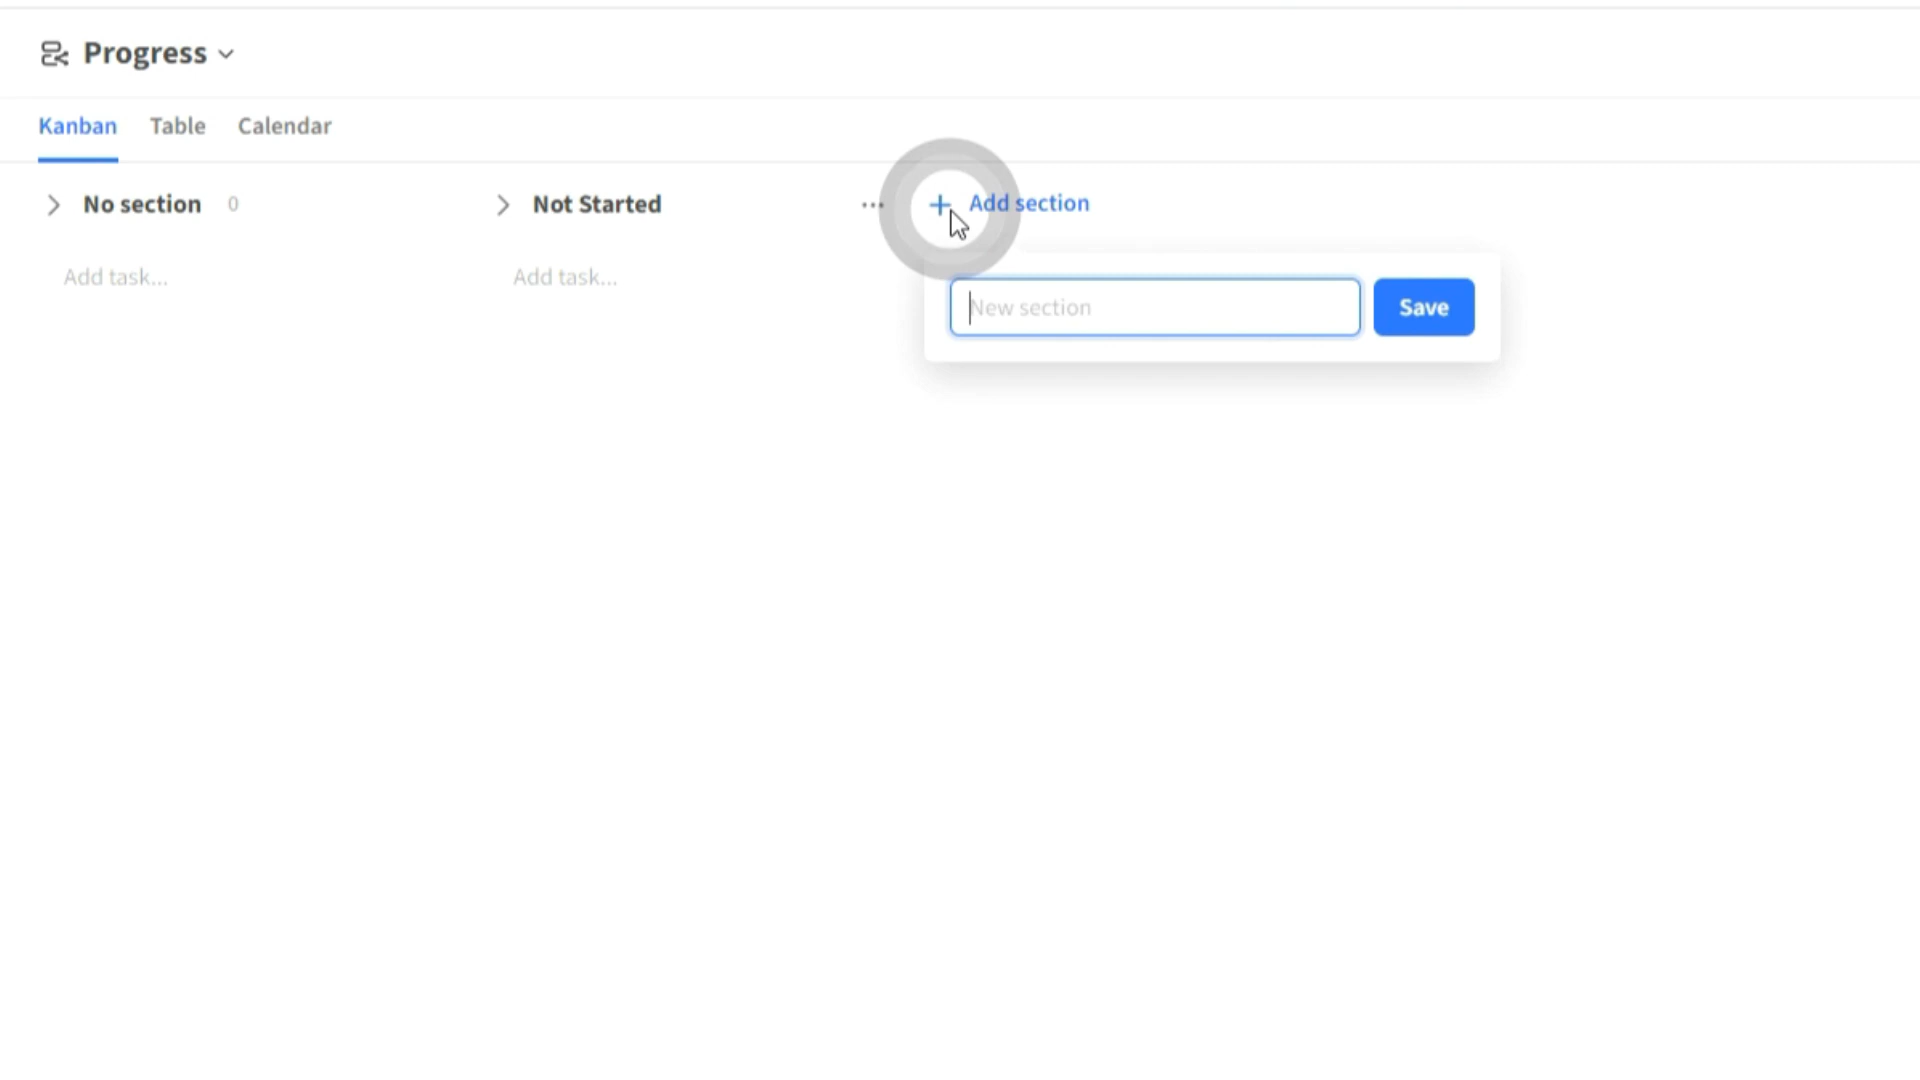 Progress
Kanban Table Calendar
No section 0 Not Started ... + Add section
Add task... Add task...
New section Save